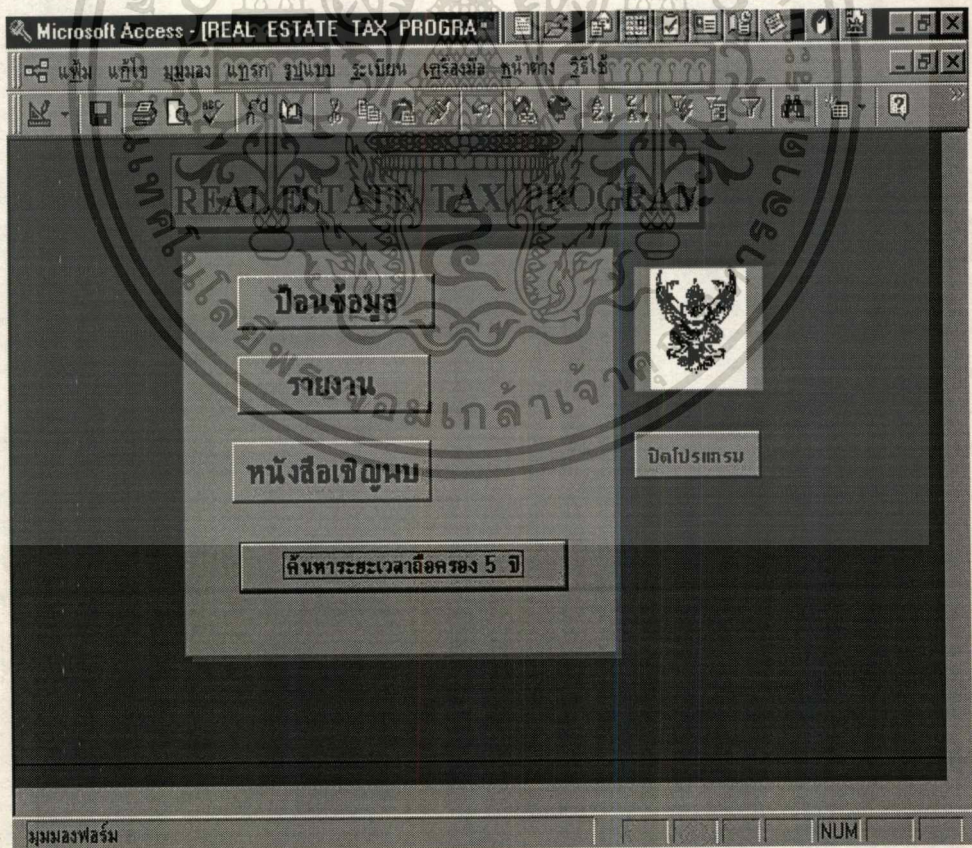 Microsoft Access - [REAL ESTATE TAX PROGRA
แฟ้ม แก้ไข มุมมอง แทรก รูปแบบ ระเบียน เครื่องมือ หน้าต่าง วิธีใช้
REAL ESTATE TAX PROGRAM
ป้อนข้อมูล
รายงาน
หนังสือเชิญพบ
ค้นหาระยะเวลาถือครอง 5 ปี
ปิดโปรแกรม
มุมมองฟอร์ม
NUM